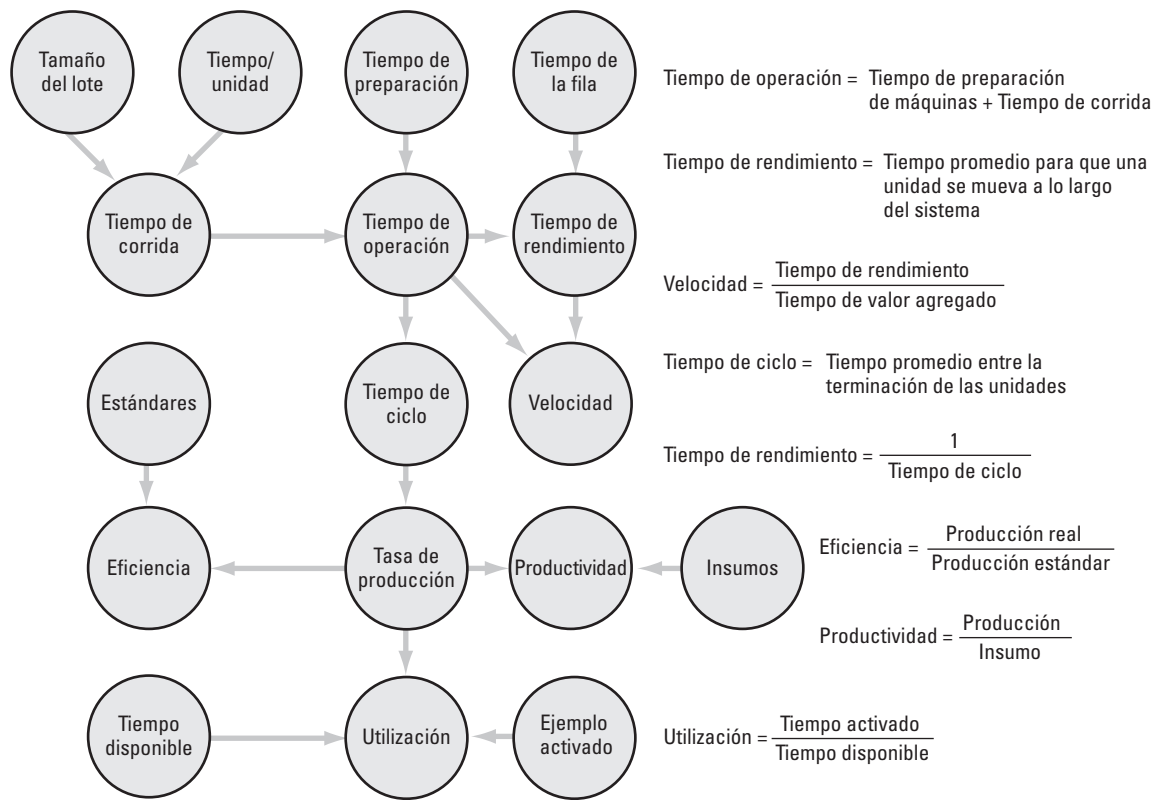 Tamaño
del lote
Tiempo/
unidad
Tiempo de
preparación
Tiempo de
la fila
Tiempo de operación = Tiempo de preparación
de máquinas + Tiempo de corrida
Tiempo de corrida
Tiempo de
operación
Tiempo de
rendimiento
Tiempo de rendimiento = Tiempo promedio para que una
unidad se mueva a lo largo
del sistema
Velocidad = Tiempo de rendimiento
Tiempo de valor agregado
Estándares
Tiempo de
ciclo
Velocidad
Tiempo de ciclo = Tiempo promedio entre la
terminación de las unidades
Tiempo de rendimiento = 1
Tiempo de ciclo
Eficiencia
Tasa de
producción
Productividad
Insumos
Eficiencia = Producción real
Producción estándar
Productividad = Producción
Insumo
Tiempo
disponible
Utilización
Ejemplo
activado
Utilización = Tiempo activado
Tiempo disponible